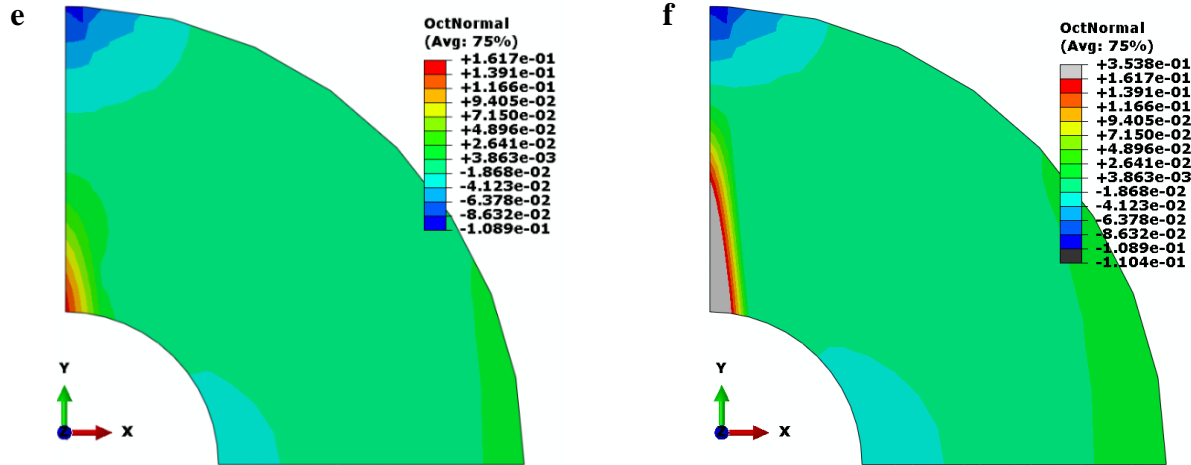 e
OctNormal
(Avg: 75%)
+1.617e-01
+1.391e-01
+1.166e-01
+9.405e-02
+7.150e-02
+4.896e-02
+2.641e-02
+3.863e-03
-1.868e-02
-4.123e-02
-6.378e-02
-8.632e-02
-1.089e-01
Y
Z
X
f
OctNormal
(Avg: 75%)
+3.538e-01
+1.617e-01
+1.391e-01
+1.166e-01
+9.405e-02
+7.150e-02
+4.896e-02
+2.641e-02
+3.863e-03
-1.868e-02
-4.123e-02
-6.378e-02
-8.632e-02
-1.089e-01
-1.104e-01
Y
Z
X